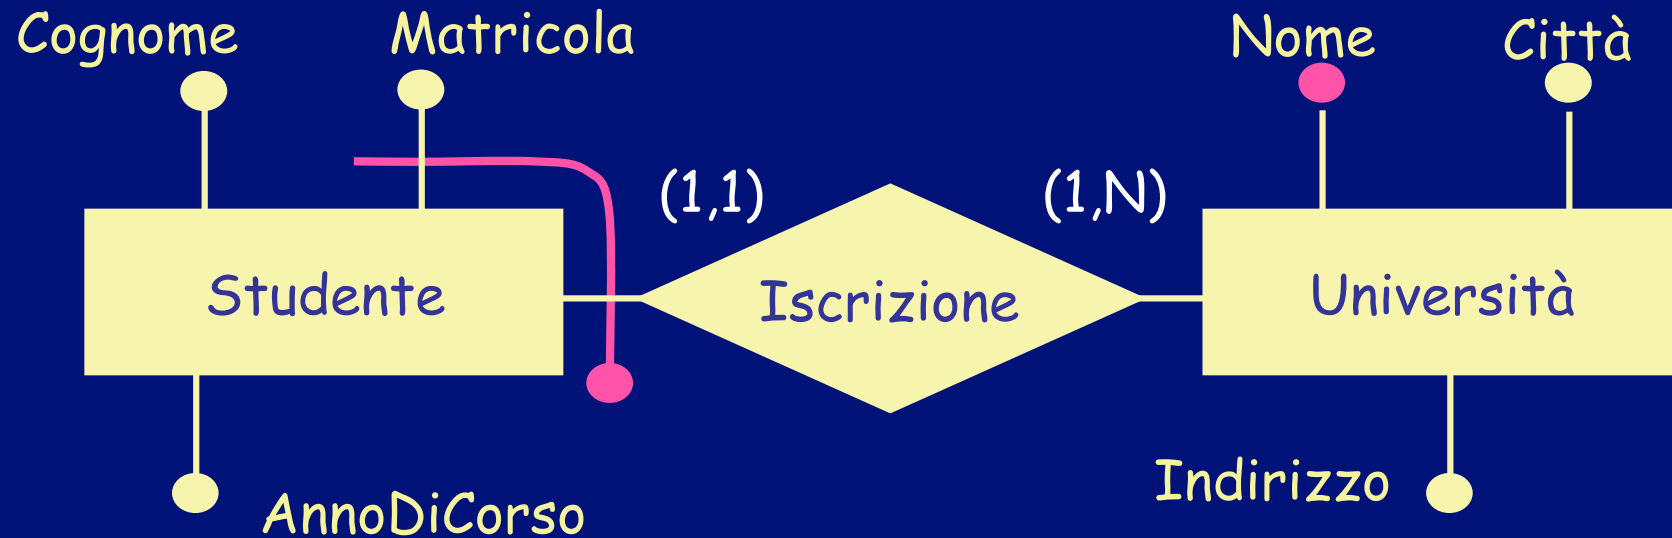 Cognome
Matricola
Nome
Città
(1,1)
(1,N)
Studente
Iscrizione
Università
AnnoDiCorso
Indirizzo